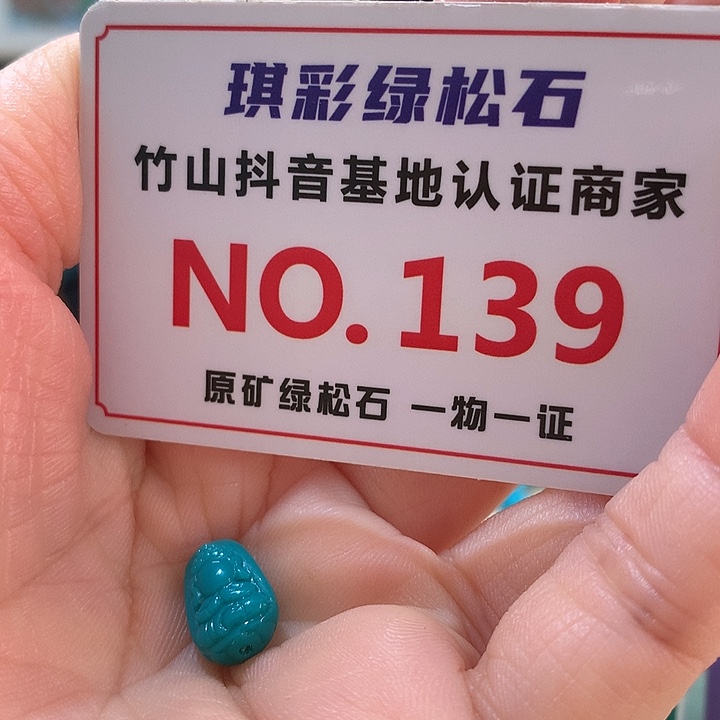 琪彩绿松石
竹山抖音基地认证商家
NO.139
原矿绿松石 一物一证